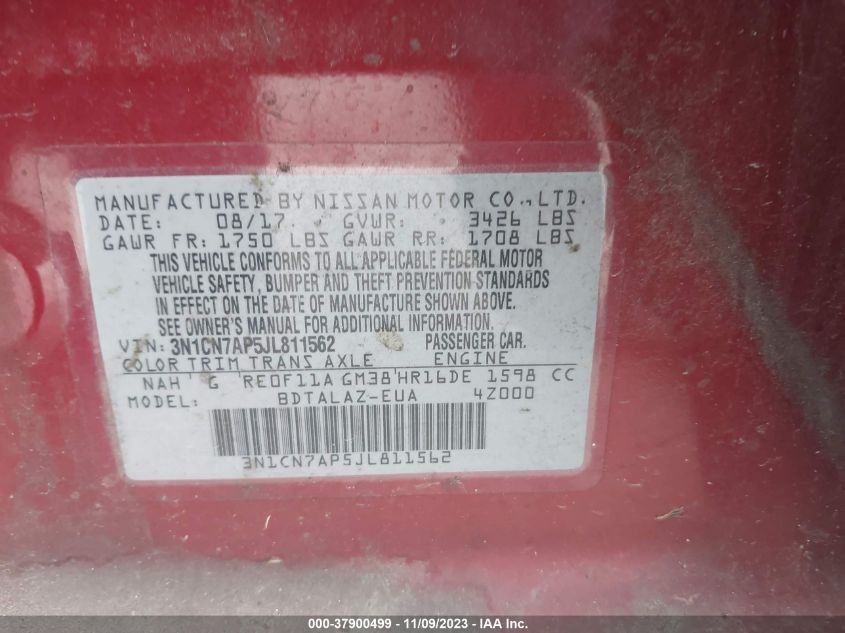 MANUFACTURED BY NISSAN MOTOR CO., LTD.
DATE: 08/17 GVWR: 3426 LBS
GAWR FR: 1750 LBS GAWR RR: 1708 LBS
THIS VEHICLE CONFORMS TO ALL APPLICABLE FEDERAL MOTOR
VEHICLE SAFETY, BUMPER AND THEFT PREVENTION STANDARDS
IN EFFECT ON THE DATE OF MANUFACTURE SHOWN ABOVE.
SEE OWNER'S MANUAL FOR ADDITIONAL INFORMATION.
VIN: 3N1CN7AP5JL811562 PASSENGER CAR.
COLOR TRIM TRANS AXLE ENGINE
NAH G RE0F11A GM38 HR16DE 1598 CC
MODEL: BDTALAZ-EUA 4Z000
3N1CN7AP5JL811562
000-37900499 | 11/09/2023 - IAA Inc.